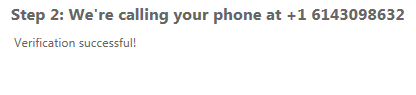 Step 2: We're calling your phone at +1 6143098632
Verification successful!